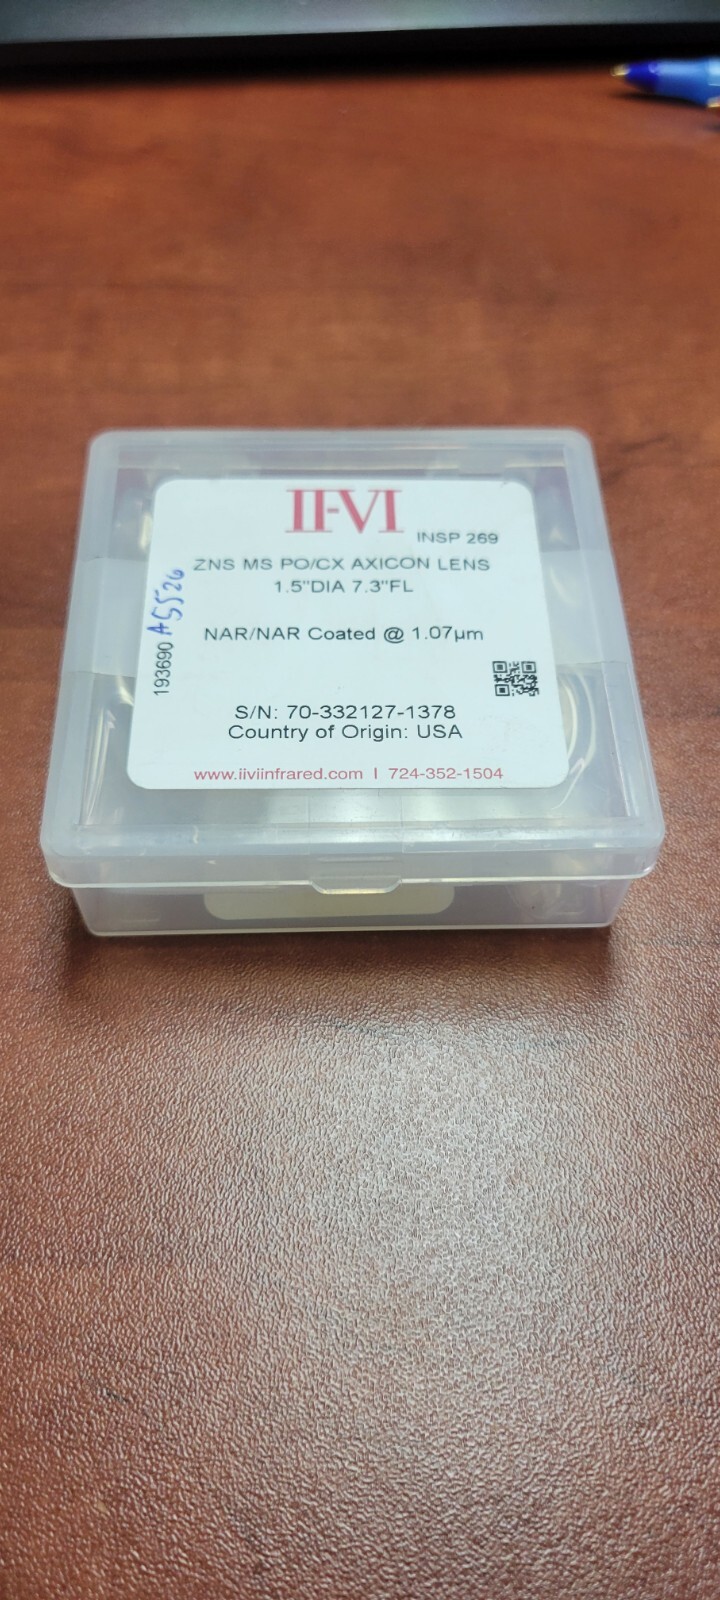 II-VI
INSP 269
ZNS MS PO/CX AXICON LENS
1.5"DIA 7.3"FL
NAR/NAR Coated @ 1.07µm
193690
A5526
S/N: 70-332127-1378
Country of Origin: USA
www.iiviinfrared.com | 724-352-1504